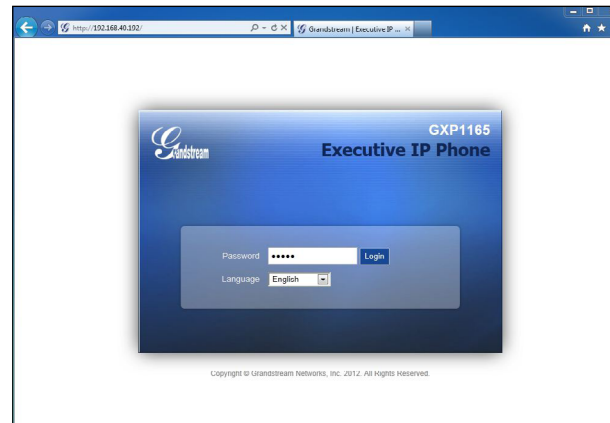 http://192.168.40.192/
Grandstream | Executive IP ...
Grandstream
GXP1165
Executive IP Phone
Password ••••• Login
Language English
Copyright © Grandstream Networks, Inc. 2012. All Rights Reserved.